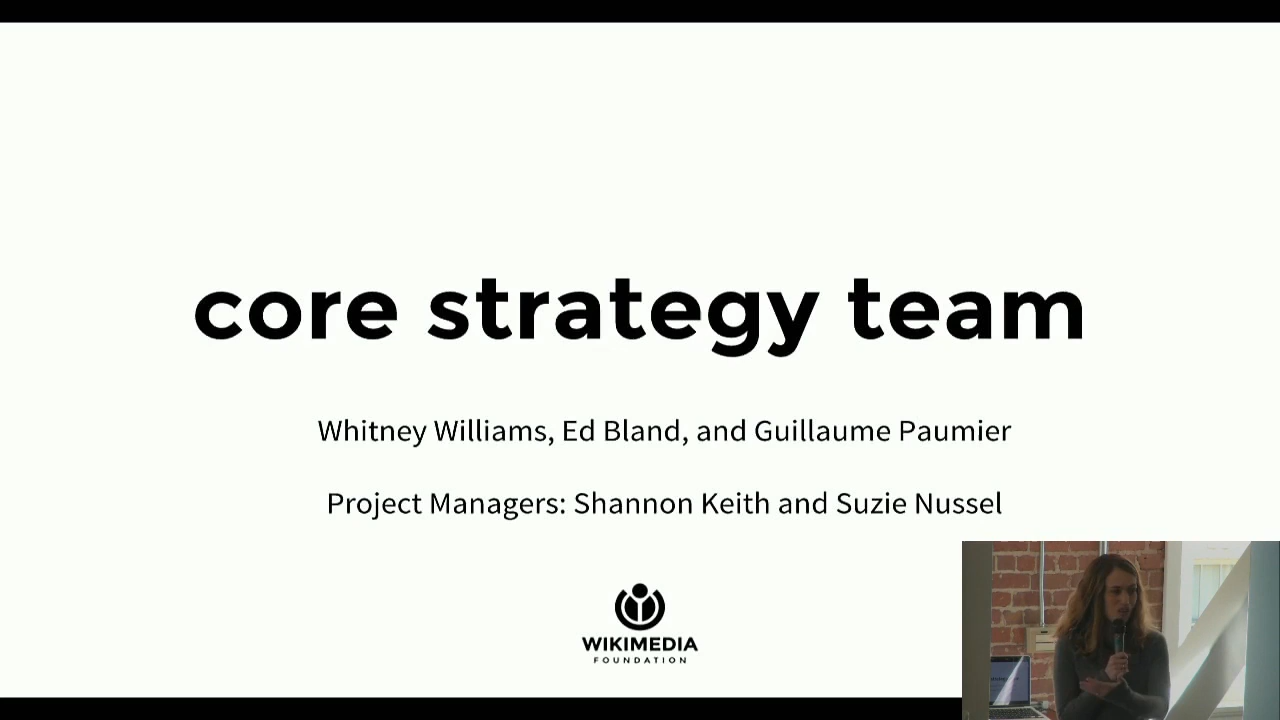 core strategy team
Whitney Williams, Ed Bland, and Guillaume Paumier
Project Managers: Shannon Keith and Suzie Nussel
WIKIMEDIA
FOUNDATION